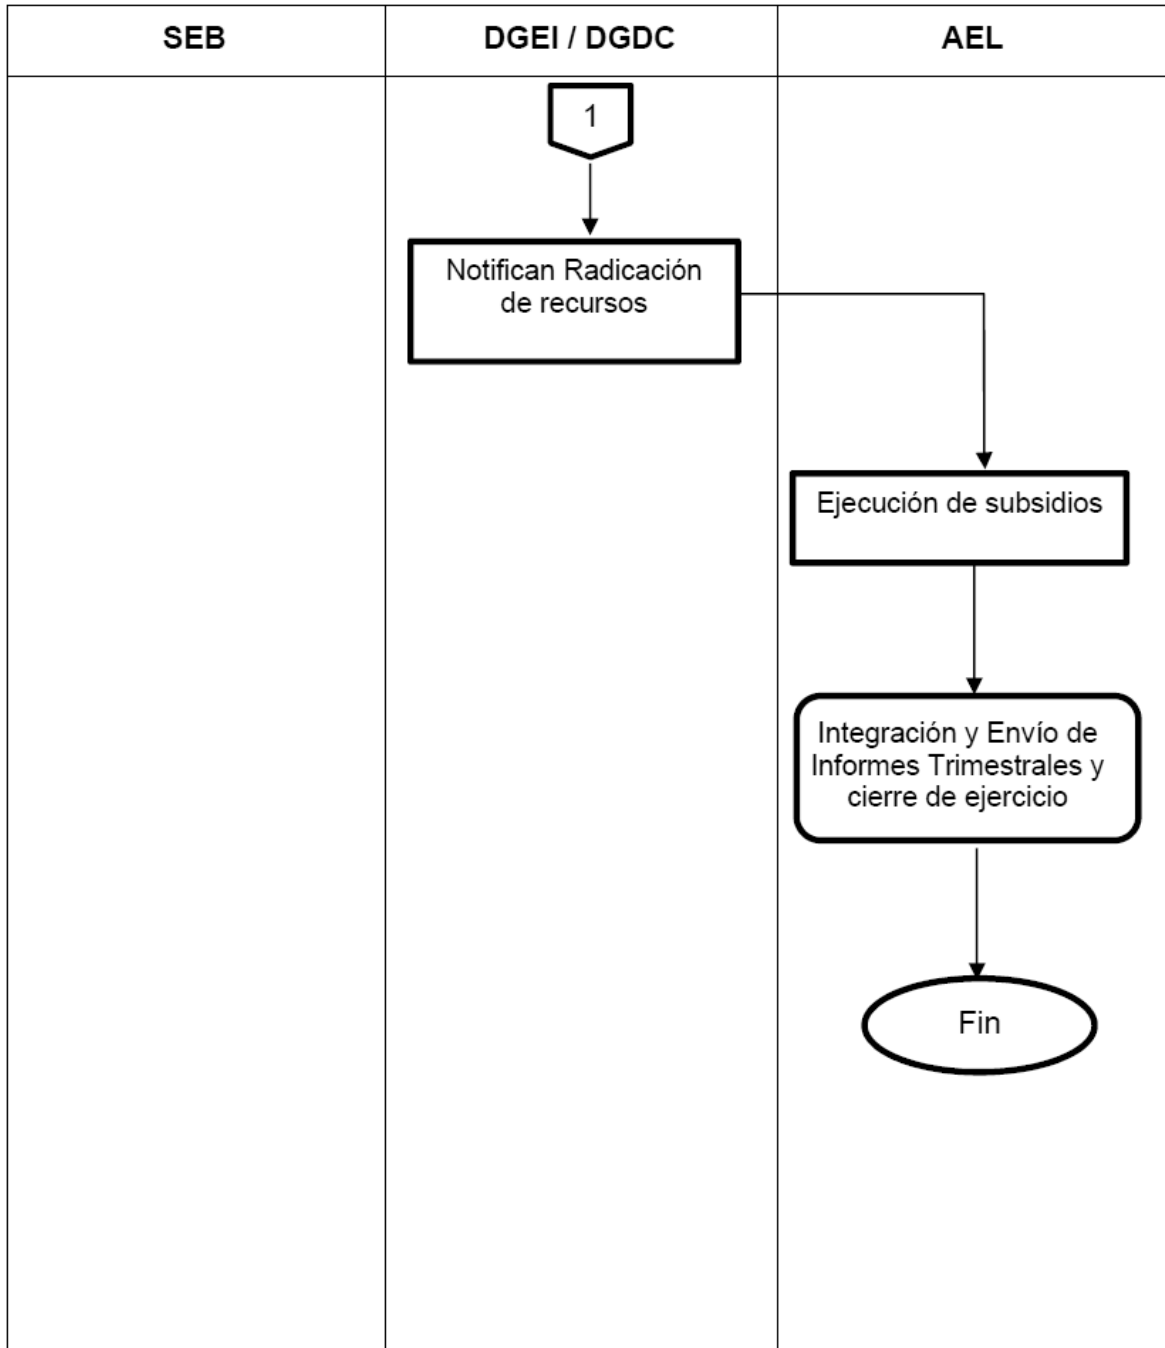 SEB
DGEI / DGDC
AEL
1
Notifican Radicación
de recursos
Ejecución de subsidios
Integración y Envío de
Informes Trimestrales y
cierre de ejercicio
Fin